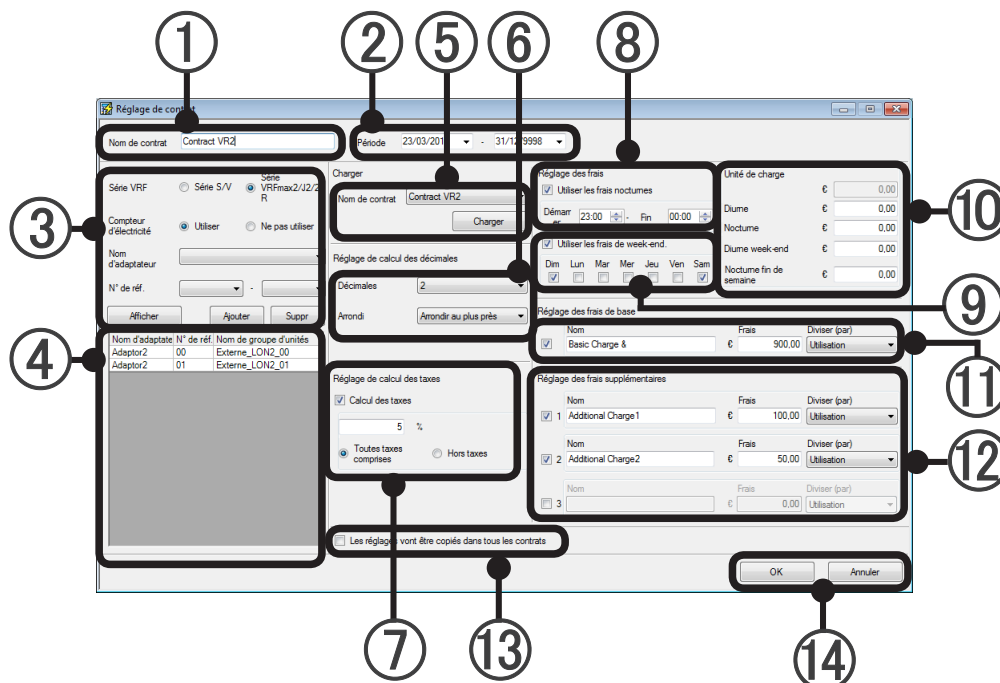 ① ② ⑤ ⑥ ⑧
Réglage de contrat
Nom de contrat Contract VR2
Période 23/03/201 - 31/12/9998
③
Série VRF Série S/V Série VRFmax2/J2/2 R
Compteur d'électricité Utiliser Ne pas utiliser
Nom d'adaptateur
N° de réf. -
Afficher Ajouter Suppr
④
Nom d'adaptate N° de réf. Nom de groupe d'unités
Adaptor2 00 Externe_LON2_00
Adaptor2 01 Externe_LON2_01
Charger
Nom de contrat Contract VR2
Charger
Réglage de calcul des décimales
Décimales 2
Arrondi Arrondir au plus près
Réglage de calcul des taxes
Calcul des taxes
5 %
Toutes taxes comprises Hors taxes
Réglage des frais
Utiliser les frais nocturnes
Démarr er 23:00 - Fin 00:00
Utiliser les frais de week-end.
Dim Lun Mar Mer Jeu Ven Sam
Unité de charge
€ 0,00
Diurne € 0,00
Nocturne € 0,00
Diurne week-end € 0,00
Nocturne fin de semaine € 0,00
⑩
⑨
Réglage des frais de base
Nom Frais Diviser (par)
Basic Charge & € 900,00 Utilisation
⑪
Réglage des frais supplémentaires
Nom Frais Diviser (par)
1 Additional Charge1 € 100,00 Utilisation
Nom Frais Diviser (par)
2 Additional Charge2 € 50,00 Utilisation
⑫
Nom Frais Diviser (par)
3 € 0,00 Utilisation
Les réglages vont être copiés dans tous les contrats
OK Annuler
⑦ ⑬ ⑭